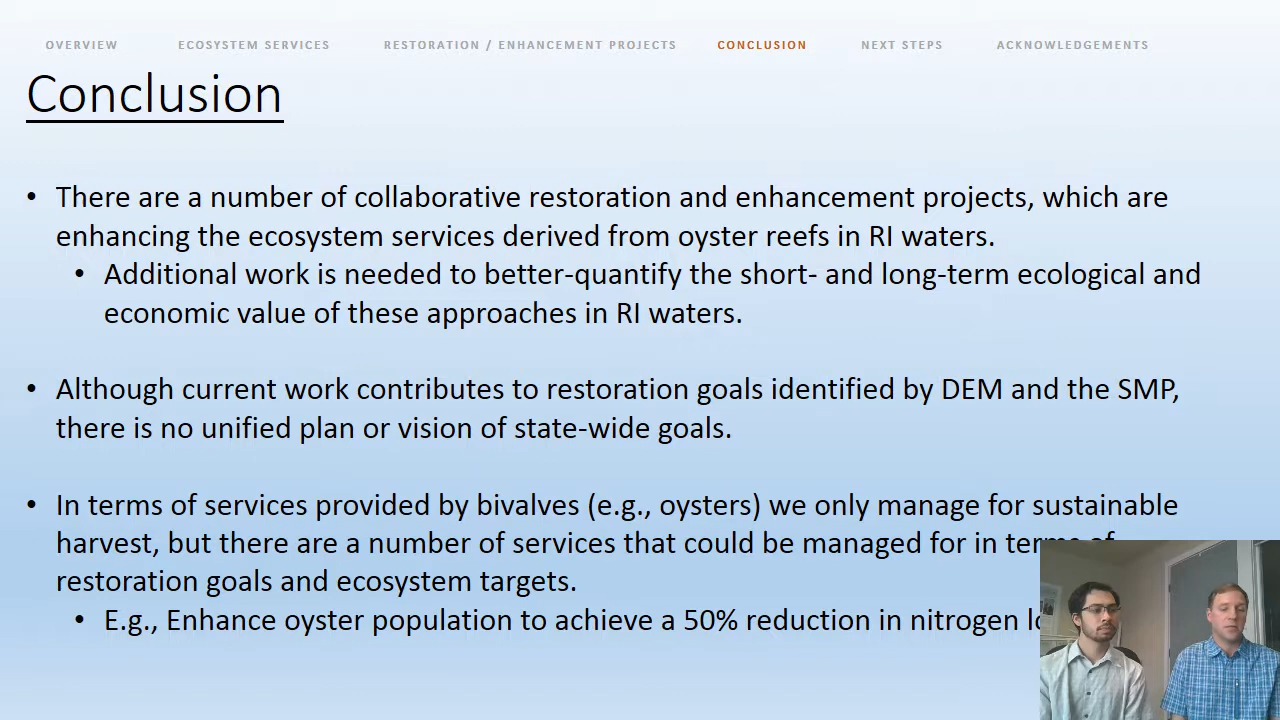 OVERVIEW ECOSYSTEM SERVICES RESTORATION / ENHANCEMENT PROJECTS CONCLUSION NEXT STEPS ACKNOWLEDGEMENTS
Conclusion
• There are a number of collaborative restoration and enhancement projects, which are
enhancing the ecosystem services derived from oyster reefs in RI waters.
• Additional work is needed to better-quantify the short- and long-term ecological and
economic value of these approaches in RI waters.
• Although current work contributes to restoration goals identified by DEM and the SMP,
there is no unified plan or vision of state-wide goals.
• In terms of services provided by bivalves (e.g., oysters) we only manage for sustainable
harvest, but there are a number of services that could be managed for in terms of
restoration goals and ecosystem targets.
• E.g., Enhance oyster population to achieve a 50% reduction in nitrogen